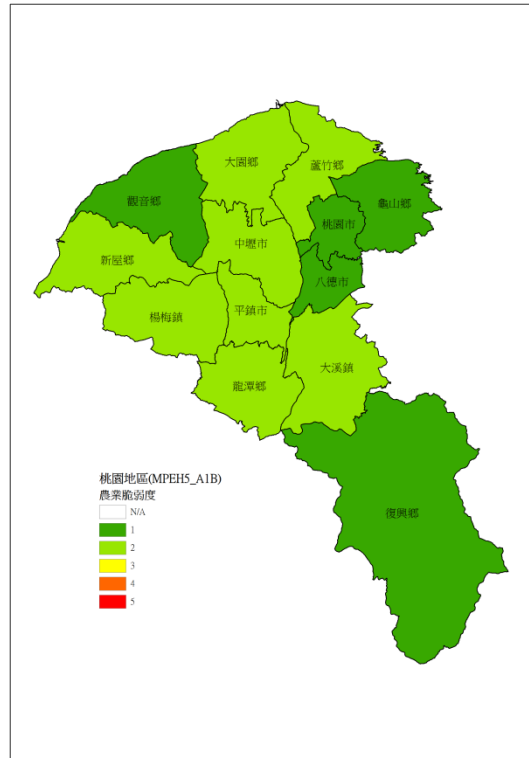 大園鄉
蘆竹鄉
觀音鄉
龜山鄉
桃園市
中壢市
新屋鄉
八德市
楊梅鎮
平鎮市
大溪鎮
龍潭鄉
復興鄉
桃園地區(MPEH5_A1B)
農業脆弱度
N/A
1
2
3
4
5